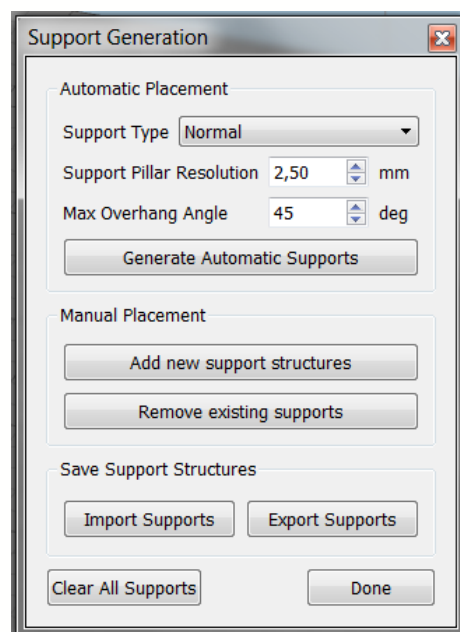 Support Generation
Automatic Placement
Support Type Normal
Support Pillar Resolution 2,50 mm
Max Overhang Angle 45 deg
Generate Automatic Supports
Manual Placement
Add new support structures
Remove existing supports
Save Support Structures
Import Supports Export Supports
Clear All Supports Done